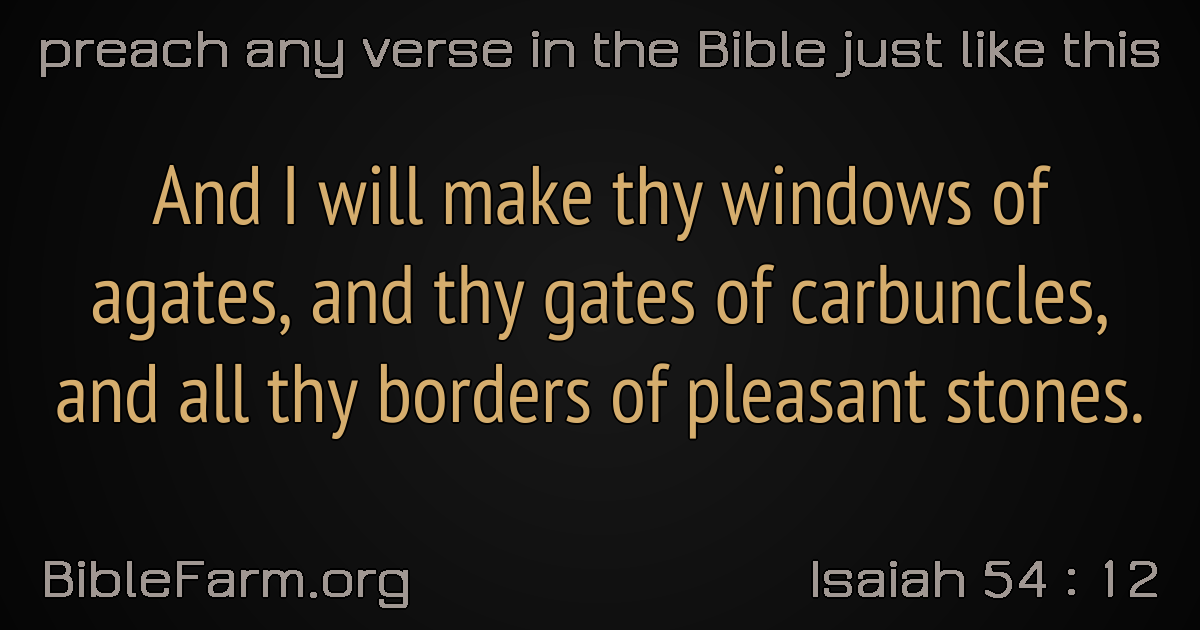 preach any verse in the Bible just like this
And I will make thy windows of
agates, and thy gates of carbuncles,
and all thy borders of pleasant stones.
BibleFarm.org
Isaiah 54 : 12